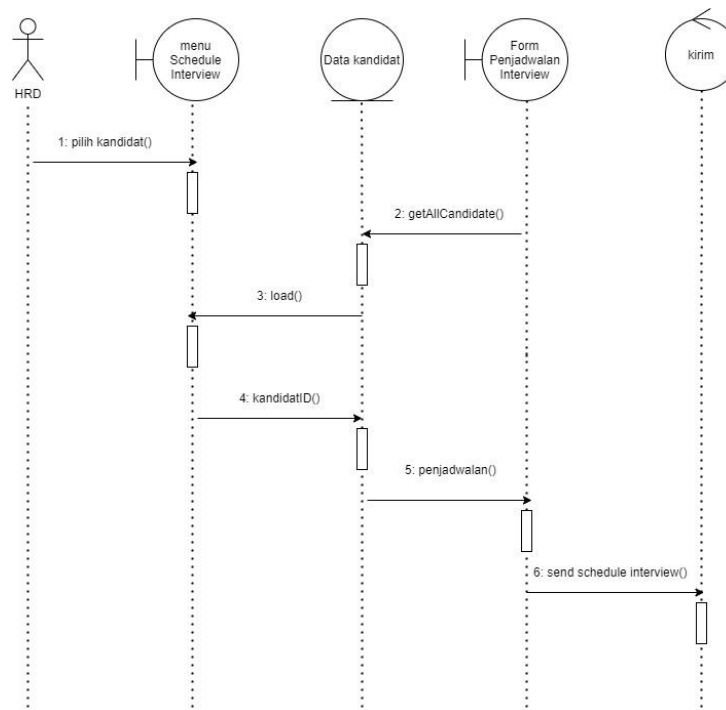 menu
Schedule
Interview
Data kandidat
Form
Penjadwalan
Interview
kirim
HRD
1: pilih kandidat()
2: getAllCandidate()
3: load()
4: kandidatID()
5: penjadwalan()
6: send schedule interview()